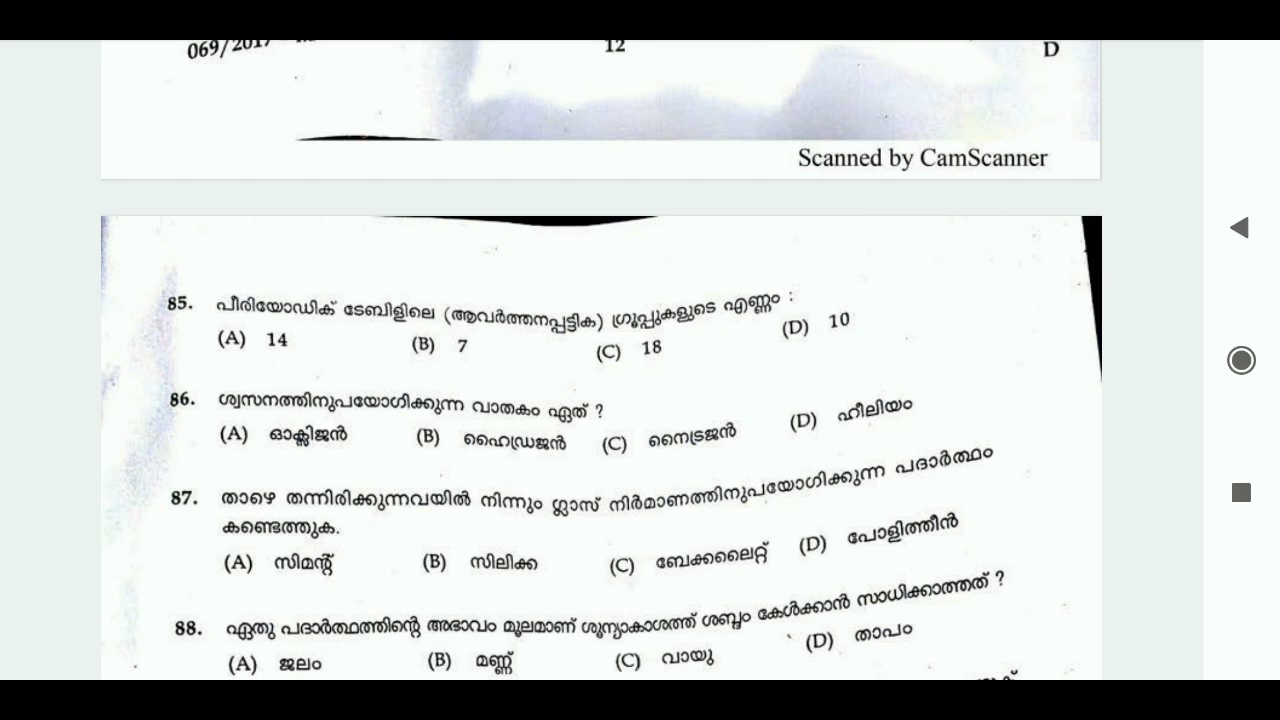 069/2017
12
D
Scanned by CamScanner
85. പീരിയോഡിക് ടേബിളിലെ (ആവർത്തനപ്പട്ടിക) ഗ്രൂപ്പുകളുടെ എണ്ണം :
(A) 14 (B) 7 (C) 18 (D) 10
86. ശ്വസനത്തിനുപയോഗിക്കുന്ന വാതകം ഏത് ?
(A) ഓക്സിജൻ (B) ഹൈഡ്രജൻ (C) നൈട്രജൻ (D) ഹീലിയം
87. താഴെ തന്നിരിക്കുന്നവയിൽ നിന്നും ഗ്ലാസ് നിർമാണത്തിനുപയോഗിക്കുന്ന പദാർത്ഥം
കണ്ടെത്തുക.
(A) സിമന്റ് (B) സിലിക്ക (C) ബേക്കലൈറ്റ് (D) പോളിത്തീൻ
88. ഏതു പദാർത്ഥത്തിന്റെ അഭാവം മൂലമാണ് ശൂന്യാകാശത്ത് ശബ്ദം കേൾക്കാൻ സാധിക്കാത്തത് ?
(A) ജലം (B) മണ്ണ് (C) വായു (D) താപം